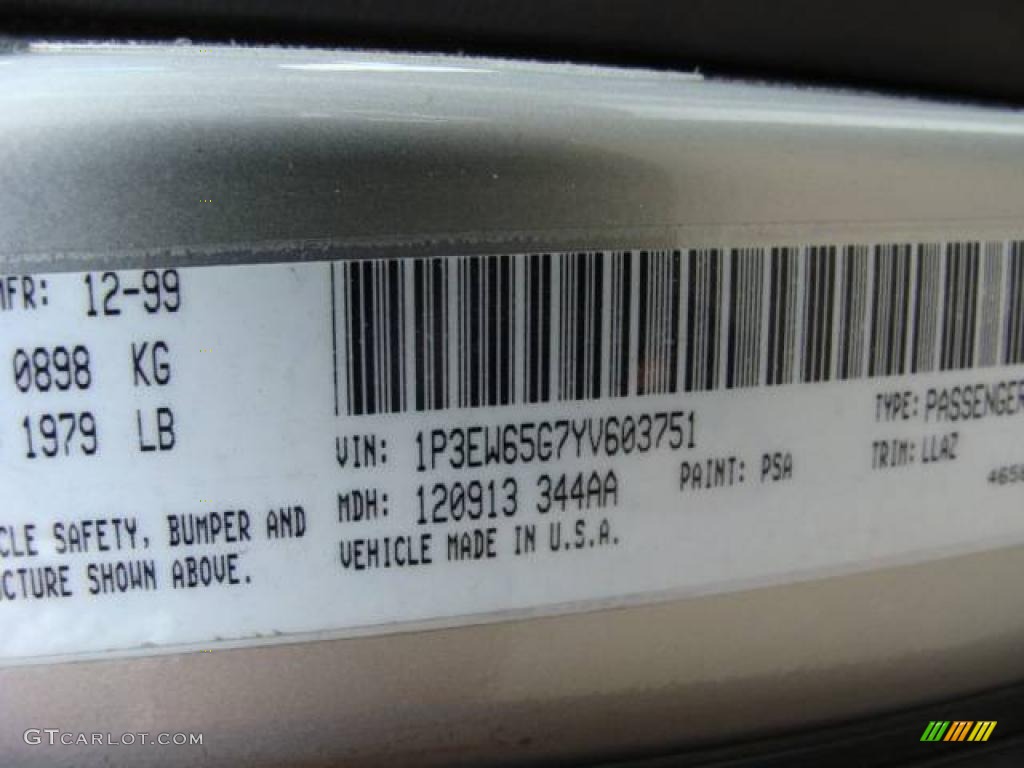 MFR: 12-99
0898 KG
1979 LB
VIN: 1P3EW65G7YV603751
TYPE: PASSENGER
MDH: 120913 344AA
PAINT: PSA
TRIM: LLAZ
VEHICLE MADE IN U.S.A.
CLE SAFETY, BUMPER AND
CTURE SHOWN ABOVE.
GTCARLOT.COM